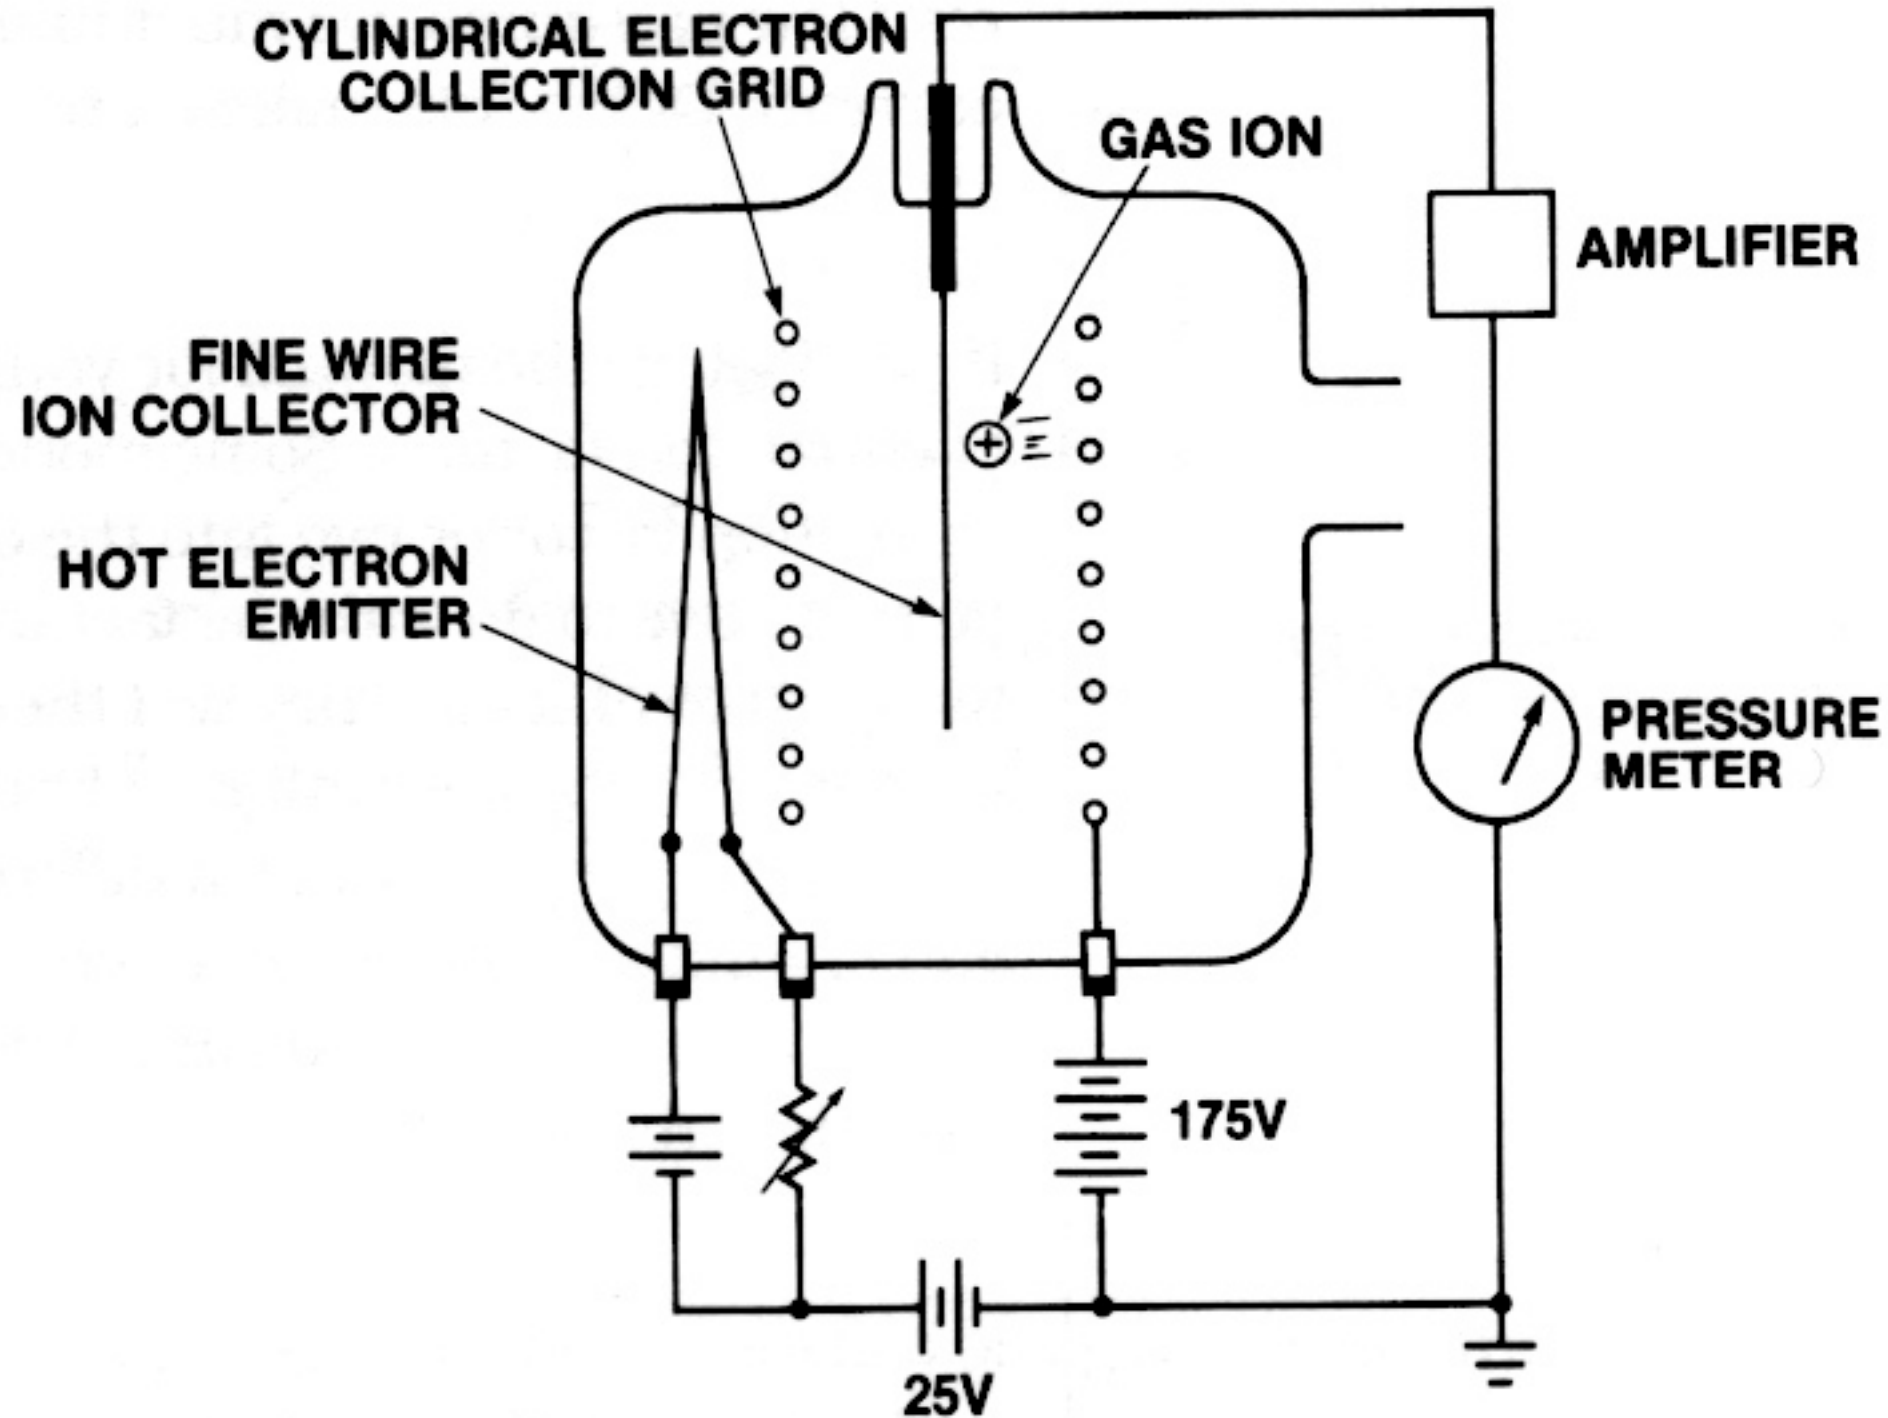 CYLINDRICAL ELECTRON
COLLECTION GRID
GAS ION
AMPLIFIER
FINE WIRE
ION COLLECTOR
HOT ELECTRON
EMITTER
PRESSURE
METER
175V
25V